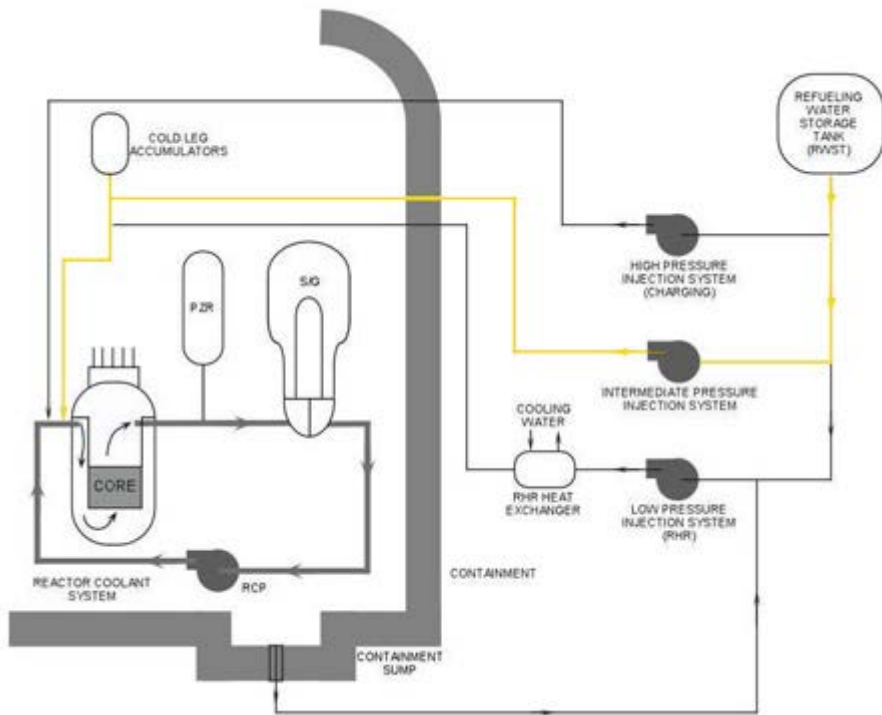 COLD LEG
ACCUMULATORS
REFUELING
WATER
STORAGE
TANK
(RWST)
HIGH PRESSURE
INJECTION SYSTEM
(CHARGING)
PZR
S/G
INTERMEDIATE PRESSURE
INJECTION SYSTEM
COOLING
WATER
CORE
RHR HEAT
EXCHANGER
LOW PRESSURE
INJECTION SYSTEM
(RHR)
REACTOR COOLANT
SYSTEM
RCP
CONTAINMENT
CONTAINMENT
SUMP